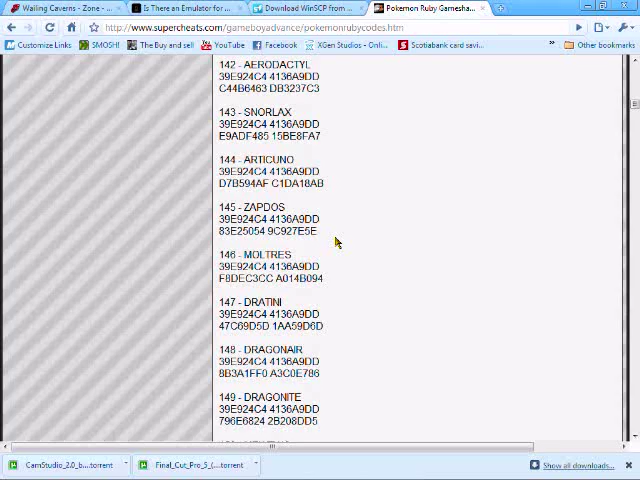 Wailing Caverns - Zone -
Is There an Emulator for
Download WinSCP from
Pokemon Ruby Gamesha...
http://www.supercheats.com/gameboyadvance/pokemonrubycodes.htm
Customize Links
SMOSH!
The Buy and sell
YouTube
Facebook
XGen Studios - Onli...
Scotiabank card savi...
Other bookmarks
142 - AERODACTYL
39E924C4 4136A9DD
C44B6463 DB3237C3
143 - SNORLAX
39E924C4 4136A9DD
E9ADF485 15BE8FA7
144 - ARTICUNO
39E924C4 4136A9DD
D7B594AF C1DA18AB
145 - ZAPDOS
39E924C4 4136A9DD
83E25054 9C927E5E
146 - MOLTRES
39E924C4 4136A9DD
F8DEC3CC A014B094
147 - DRATINI
39E924C4 4136A9DD
47C69D5D 1AA59D6D
148 - DRAGONAIR
39E924C4 4136A9DD
8B3A1FF0 A3C0E786
149 - DRAGONITE
39E924C4 4136A9DD
796E6824 2B208DD5
CamStudio_2.0_b....torrent
Final_Cut_Pro_5_(....torrent
Show all downloads...